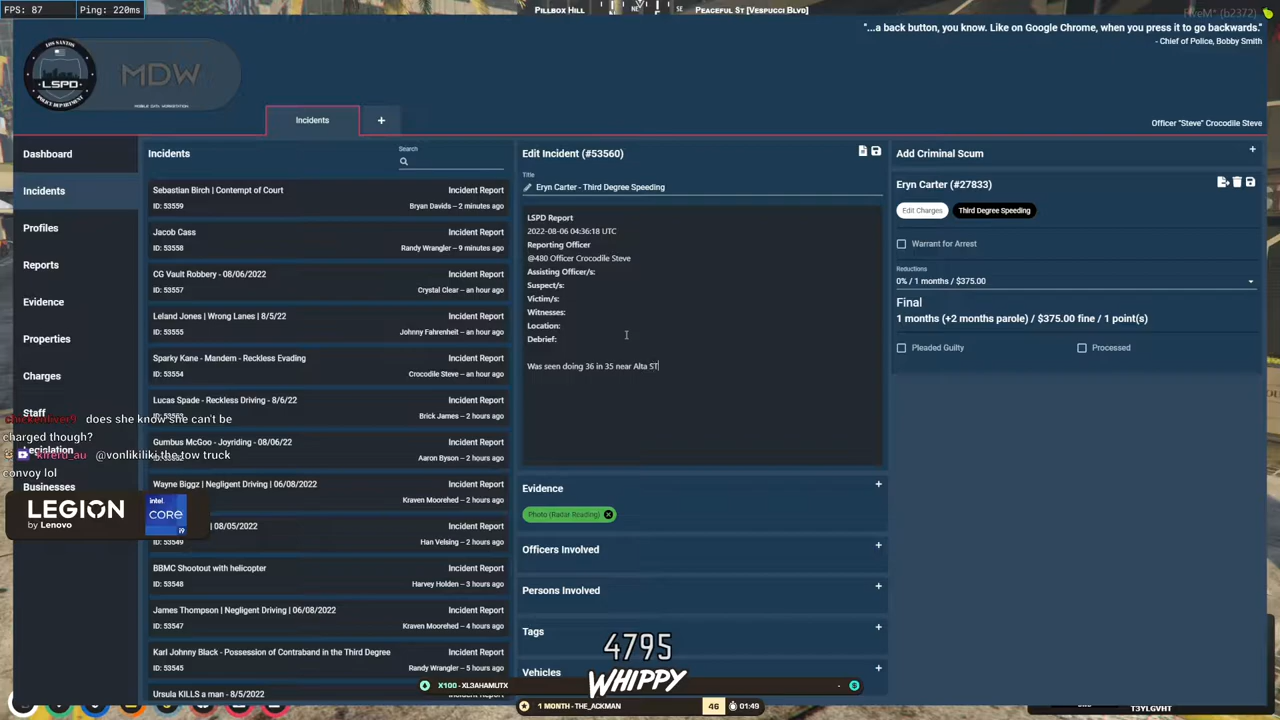 FPS: 87
Ping: 220ms
Pillbox Hill
N
SE
Peaceful St [Vespucci Blvd]
FiveM* (b2372)
LOS SANTOS
LSPD
POLICE DEPARTMENT
MDW
"...a back button, you know. Like on Google Chrome, when you press it to go backwards."
- Chief of Police, Bobby Smith
Incidents
+
Officer "Steve" Crocodile Steve
Dashboard
Incidents
Profiles
Reports
Evidence
Properties
Charges
Staff
Legislation
Businesses
Incidents
Search
Sebastian Birch | Contempt of Court
Incident Report
ID: 53559
Bryan Davids – 2 minutes ago
Jacob Cass
Incident Report
ID: 53558
Randy Wrangler – 9 minutes ago
CG Vault Robbery - 08/06/2022
Incident Report
ID: 53557
Crystal Clear – an hour ago
Leland Jones | Wrong Lanes | 8/5/22
Incident Report
ID: 53555
Johnny Fahrenheit – an hour ago
Sparky Kane - Mandem - Reckless Evading
Incident Report
ID: 53554
Crocodile Steve – an hour ago
Lucas Spade - Reckless Driving - 8/6/22
Incident Report
Brick James – 2 hours ago
Gumbus McGoo - Joyriding - 08/06/22
Incident Report
Aaron Byson – 2 hours ago
Wayne Biggz | Negligent Driving | 06/08/2022
Incident Report
Kraven Moorehed – 2 hours ago
| 08/05/2022
Incident Report
ID: 53549
Han Velsing – 2 hours ago
BBMC Shootout with helicopter
Incident Report
ID: 53548
Harvey Holden – 3 hours ago
James Thompson | Negligent Driving | 06/08/2022
Incident Report
ID: 53547
Kraven Moorehed – 4 hours ago
Karl Johnny Black - Possession of Contraband in the Third Degree
Incident Report
ID: 53545
Randy Wrangler – 5 hours ago
Ursula KILLS a man - 8/5/2022
Incident Report
Edit Incident (#53560)
Title
Eryn Carter - Third Degree Speeding
LSPD Report
2022-08-06 04:36:18 UTC
Reporting Officer
@480 Officer Crocodile Steve
Assisting Officer/s:
Suspect/s:
Victim/s:
Witnesses:
Location:
Debrief:
Was seen doing 36 in 35 near Alta ST
Evidence
+
Photo (Radar Reading)
Officers Involved
+
Persons Involved
+
Tags
+
Vehicles
+
Add Criminal Scum
+
Eryn Carter (#27833)
Edit Charges
Third Degree Speeding
Warrant for Arrest
Reductions
0% / 1 months / $375.00
Final
1 months (+2 months parole) / $375.00 fine / 1 point(s)
Pleaded Guilty
Processed
does she know she can't be
charged though?
kireru_au @vonlikiliki the tow truck
convoy lol
LEGION
by Lenovo
intel
CORE
i9
4795
WHIPPY
X100 - XL3AHAMUTX
1 MONTH - THE_ACKMAN
46
01:49
T3YLGVHT